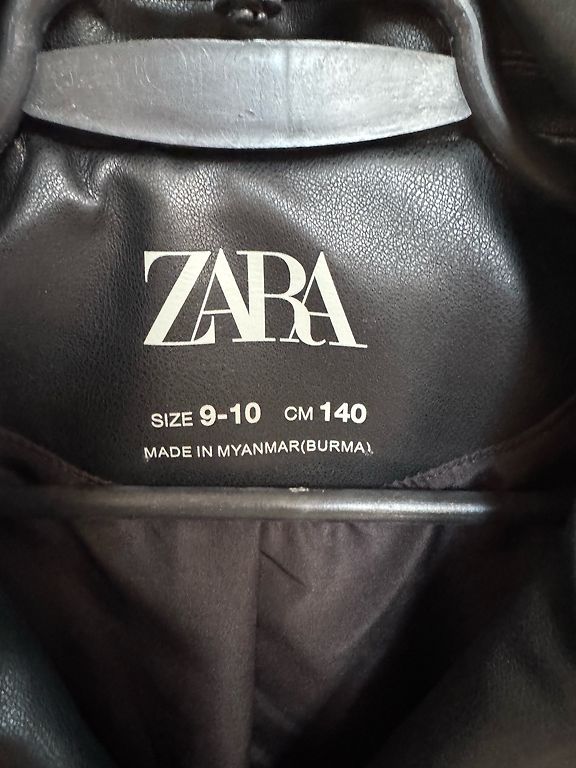 ZARA
SIZE 9-10 CM 140
MADE IN MYANMAR(BURMA)